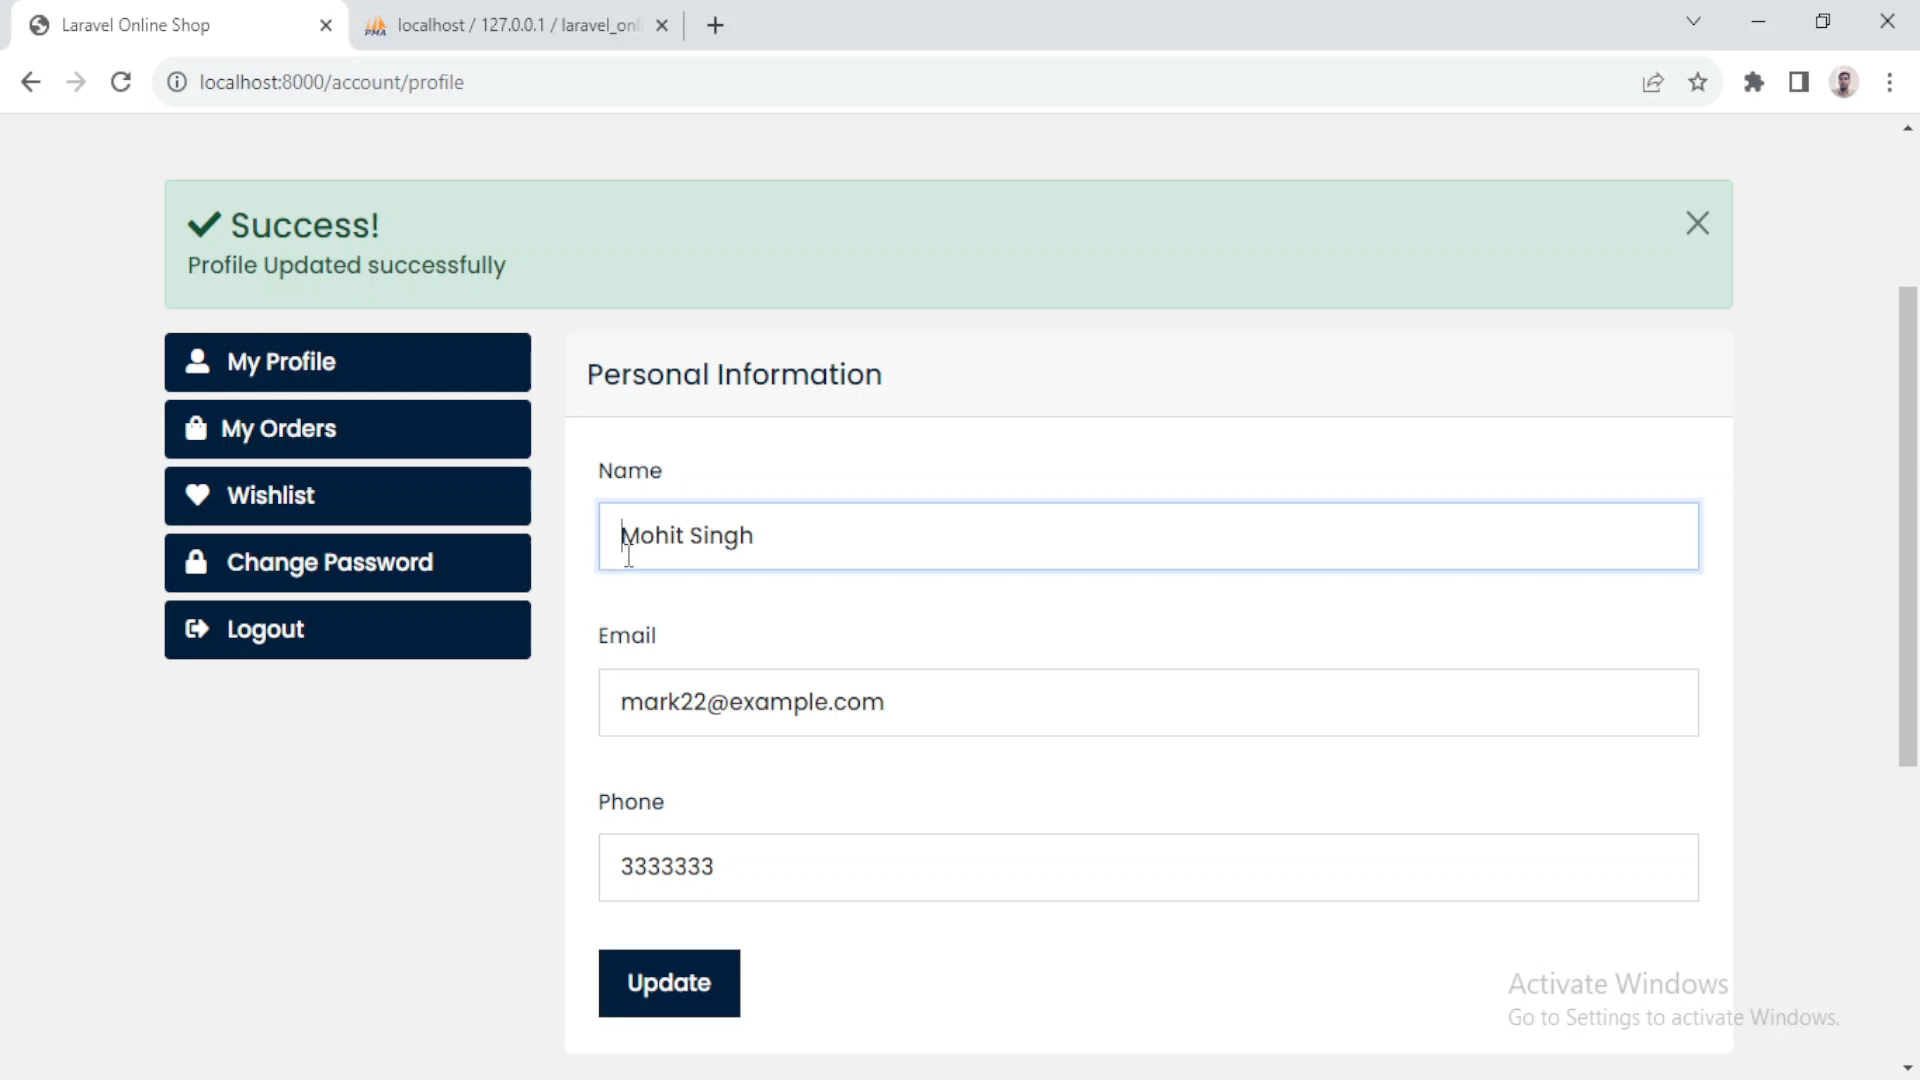 Laravel Online Shop
PMA
localhost / 127.0.0.1 / laravel_onl
localhost:8000/account/profile
Success!
Profile Updated successfully
My Profile
My Orders
Wishlist
Change Password
Logout
Personal Information
Name
Mohit Singh
Email
mark22@example.com
Phone
3333333
Update
Activate Windows
Go to Settings to activate Windows.